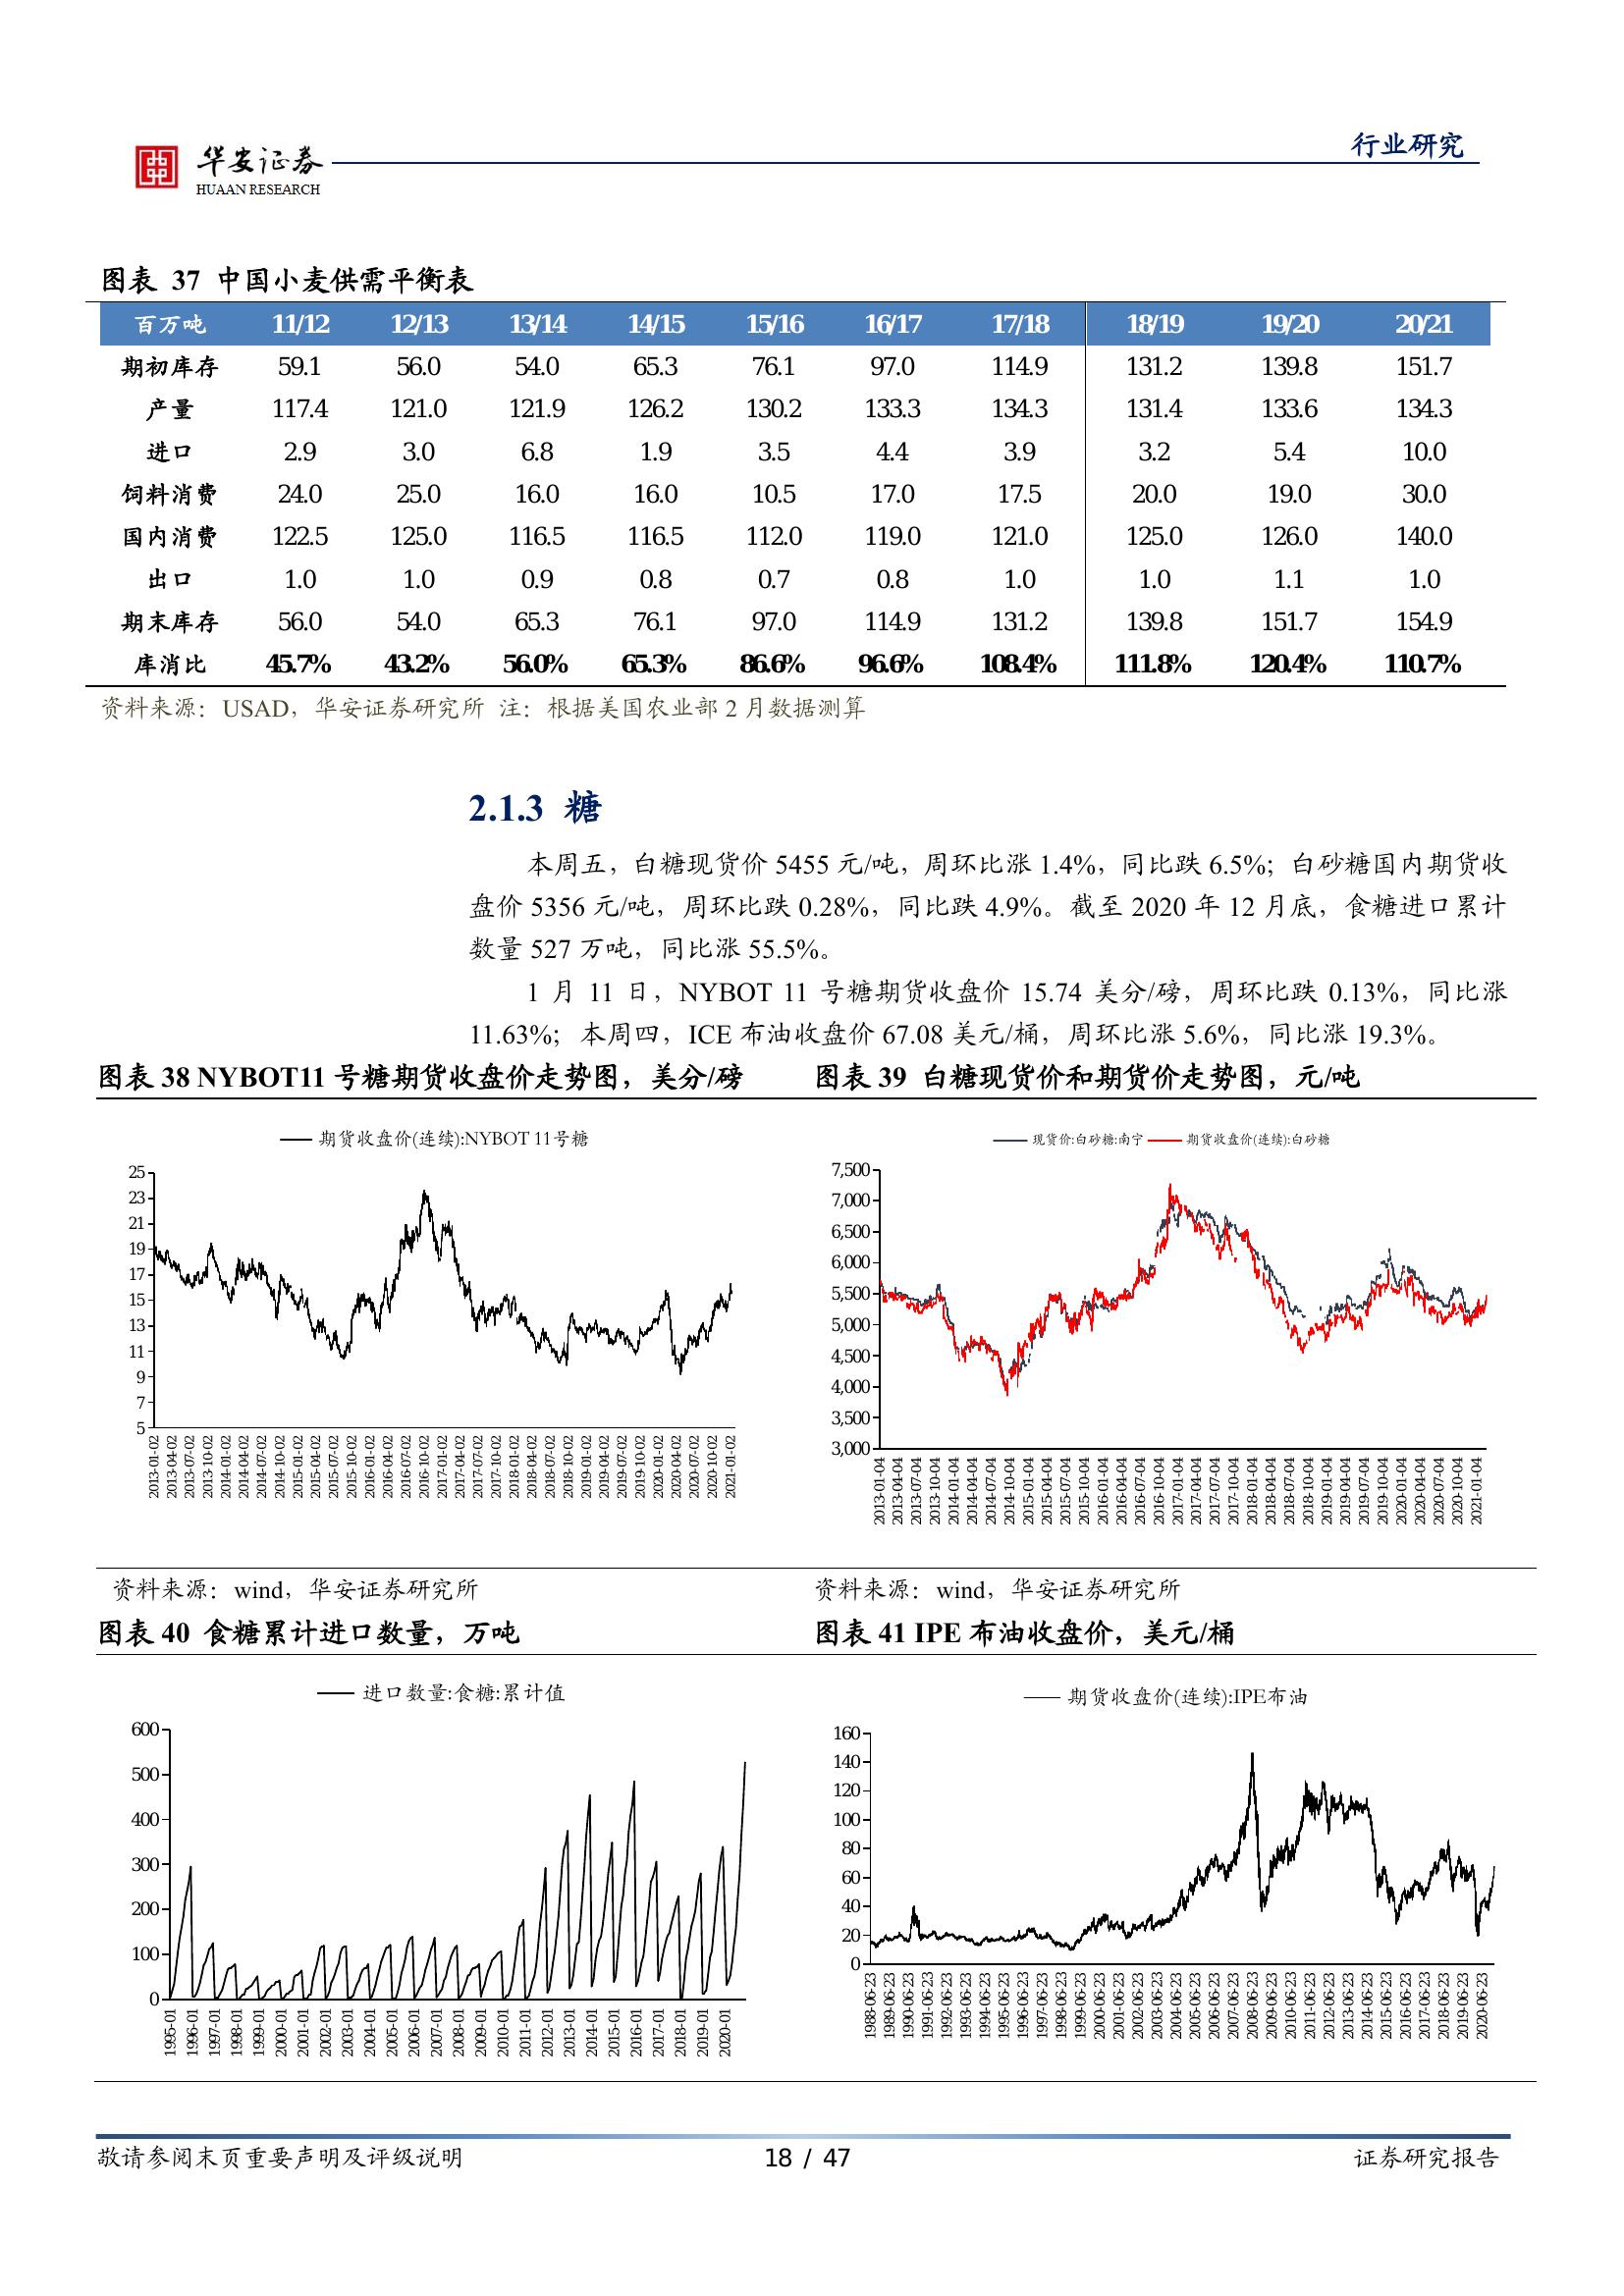 华安证券
HUAAN RESEARCH
行业研究
图表 37 中国小麦供需平衡表
百万吨 11/12 12/13 13/14 14/15 15/16 16/17 17/18 18/19 19/20 20/21
期初库存 59.1 56.0 54.0 65.3 76.1 97.0 114.9 131.2 139.8 151.7
产量 117.4 121.0 121.9 126.2 130.2 133.3 134.3 131.4 133.6 134.3
进口 2.9 3.0 6.8 1.9 3.5 4.4 3.9 3.2 5.4 10.0
饲料消费 24.0 25.0 16.0 16.0 10.5 17.0 17.5 20.0 19.0 30.0
国内消费 122.5 125.0 116.5 116.5 112.0 119.0 121.0 125.0 126.0 140.0
出口 1.0 1.0 0.9 0.8 0.7 0.8 1.0 1.0 1.1 1.0
期末库存 56.0 54.0 65.3 76.1 97.0 114.9 131.2 139.8 151.7 154.9
库消比 45.7% 43.2% 56.0% 65.3% 86.6% 96.6% 108.4% 111.8% 120.4% 110.7%
资料来源：USAD，华安证券研究所 注：根据美国农业部 2 月数据测算
2.1.3 糖
本周五，白糖现货价 5455 元/吨，周环比涨 1.4%，同比跌 6.5%；白砂糖国内期货收
盘价 5356 元/吨，周环比跌 0.28%，同比跌 4.9%。截至 2020 年 12 月底，食糖进口累计
数量 527 万吨，同比涨 55.5%。
1 月 11 日，NYBOT 11 号糖期货收盘价 15.74 美分/磅，周环比跌 0.13%，同比涨
11.63%；本周四，ICE 布油收盘价 67.08 美元/桶，周环比涨 5.6%，同比涨 19.3%。
图表 38 NYBOT11 号糖期货收盘价走势图，美分/磅
期货收盘价(连续):NYBOT 11号糖
25
23
21
19
17
15
13
11
9
7
5
2013-01-02 2013-04-02 2013-07-02 2013-10-02 2014-01-02 2014-04-02 2014-07-02 2014-10-02 2015-01-02 2015-04-02 2015-07-02 2015-10-02 2016-01-02 2016-04-02 2016-07-02 2016-10-02 2017-01-02 2017-04-02 2017-07-02 2017-10-02 2018-01-02 2018-04-02 2018-07-02 2018-10-02 2019-01-02 2019-04-02 2019-07-02 2019-10-02 2020-01-02 2020-04-02 2020-07-02 2020-10-02 2021-01-02
资料来源：wind，华安证券研究所
图表 39 白糖现货价和期货价走势图，元/吨
现货价:白砂糖:南宁 期货收盘价(连续):白砂糖
7,500
7,000
6,500
6,000
5,500
5,000
4,500
4,000
3,500
3,000
2013-01-04 2013-04-04 2013-07-04 2013-10-04 2014-01-04 2014-04-04 2014-07-04 2014-10-04 2015-01-04 2015-04-04 2015-07-04 2015-10-04 2016-01-04 2016-04-04 2016-07-04 2016-10-04 2017-01-04 2017-04-04 2017-07-04 2017-10-04 2018-01-04 2018-04-04 2018-07-04 2018-10-04 2019-01-04 2019-04-04 2019-07-04 2019-10-04 2020-01-04 2020-04-04 2020-07-04 2020-10-04 2021-01-04
资料来源：wind，华安证券研究所
图表 40 食糖累计进口数量，万吨
进口数量:食糖:累计值
600
500
400
300
200
100
0
1995-01 1996-01 1997-01 1998-01 1999-01 2000-01 2001-01 2002-01 2003-01 2004-01 2005-01 2006-01 2007-01 2008-01 2009-01 2010-01 2011-01 2012-01 2013-01 2014-01 2015-01 2016-01 2017-01 2018-01 2019-01 2020-01
图表 41 IPE 布油收盘价，美元/桶
期货收盘价(连续):IPE布油
160
140
120
100
80
60
40
20
0
1988-06-23 1989-06-23 1990-06-23 1991-06-23 1992-06-23 1993-06-23 1994-06-23 1995-06-23 1996-06-23 1997-06-23 1998-06-23 1999-06-23 2000-06-23 2001-06-23 2002-06-23 2003-06-23 2004-06-23 2005-06-23 2006-06-23 2007-06-23 2008-06-23 2009-06-23 2010-06-23 2011-06-23 2012-06-23 2013-06-23 2014-06-23 2015-06-23 2016-06-23 2017-06-23 2018-06-23 2019-06-23 2020-06-23
敬请参阅末页重要声明及评级说明
18 / 47
证券研究报告